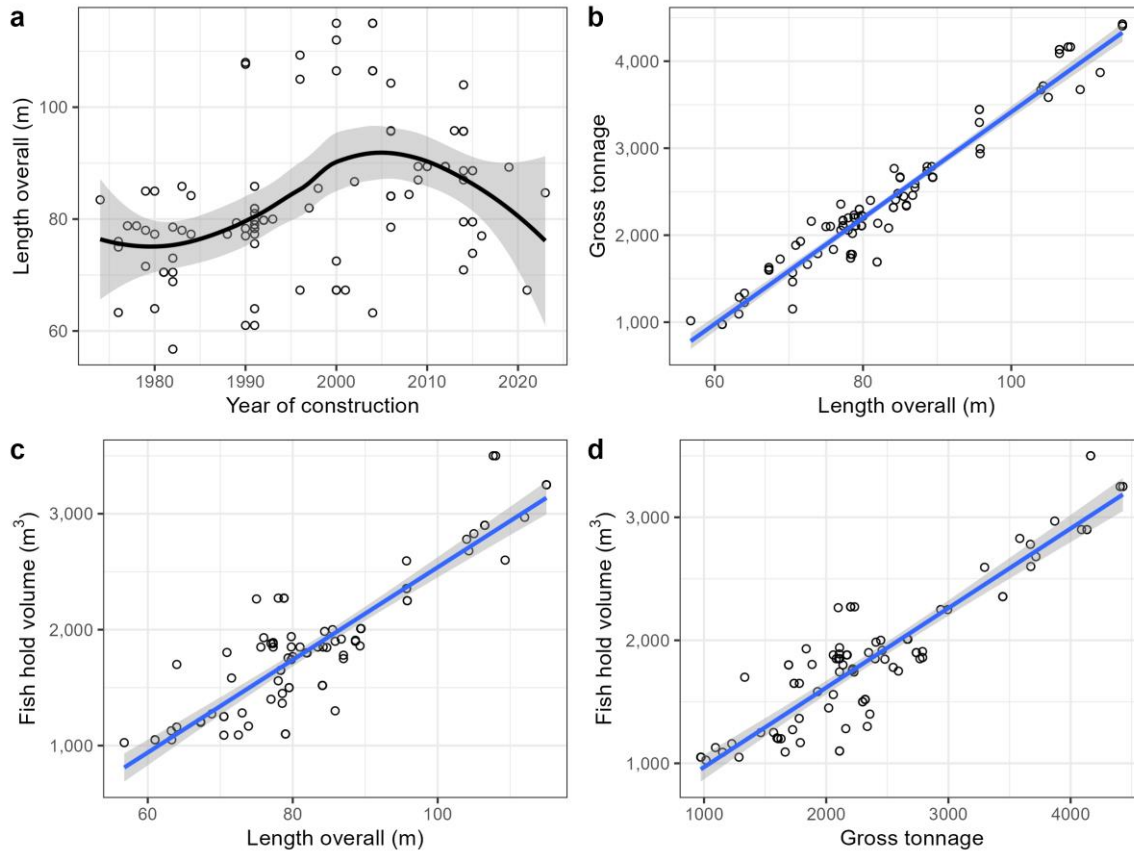 a
Length overall (m)
100
80
60
1980
1990
2000
2010
2020
Year of construction
b
Gross tonnage
4,000
3,000
2,000
1,000
60
80
100
Length overall (m)
c
Fish hold volume (m³)
3,000
2,000
1,000
60
80
100
Length overall (m)
d
Fish hold volume (m³)
3,000
2,000
1,000
1000
2000
3000
4000
Gross tonnage